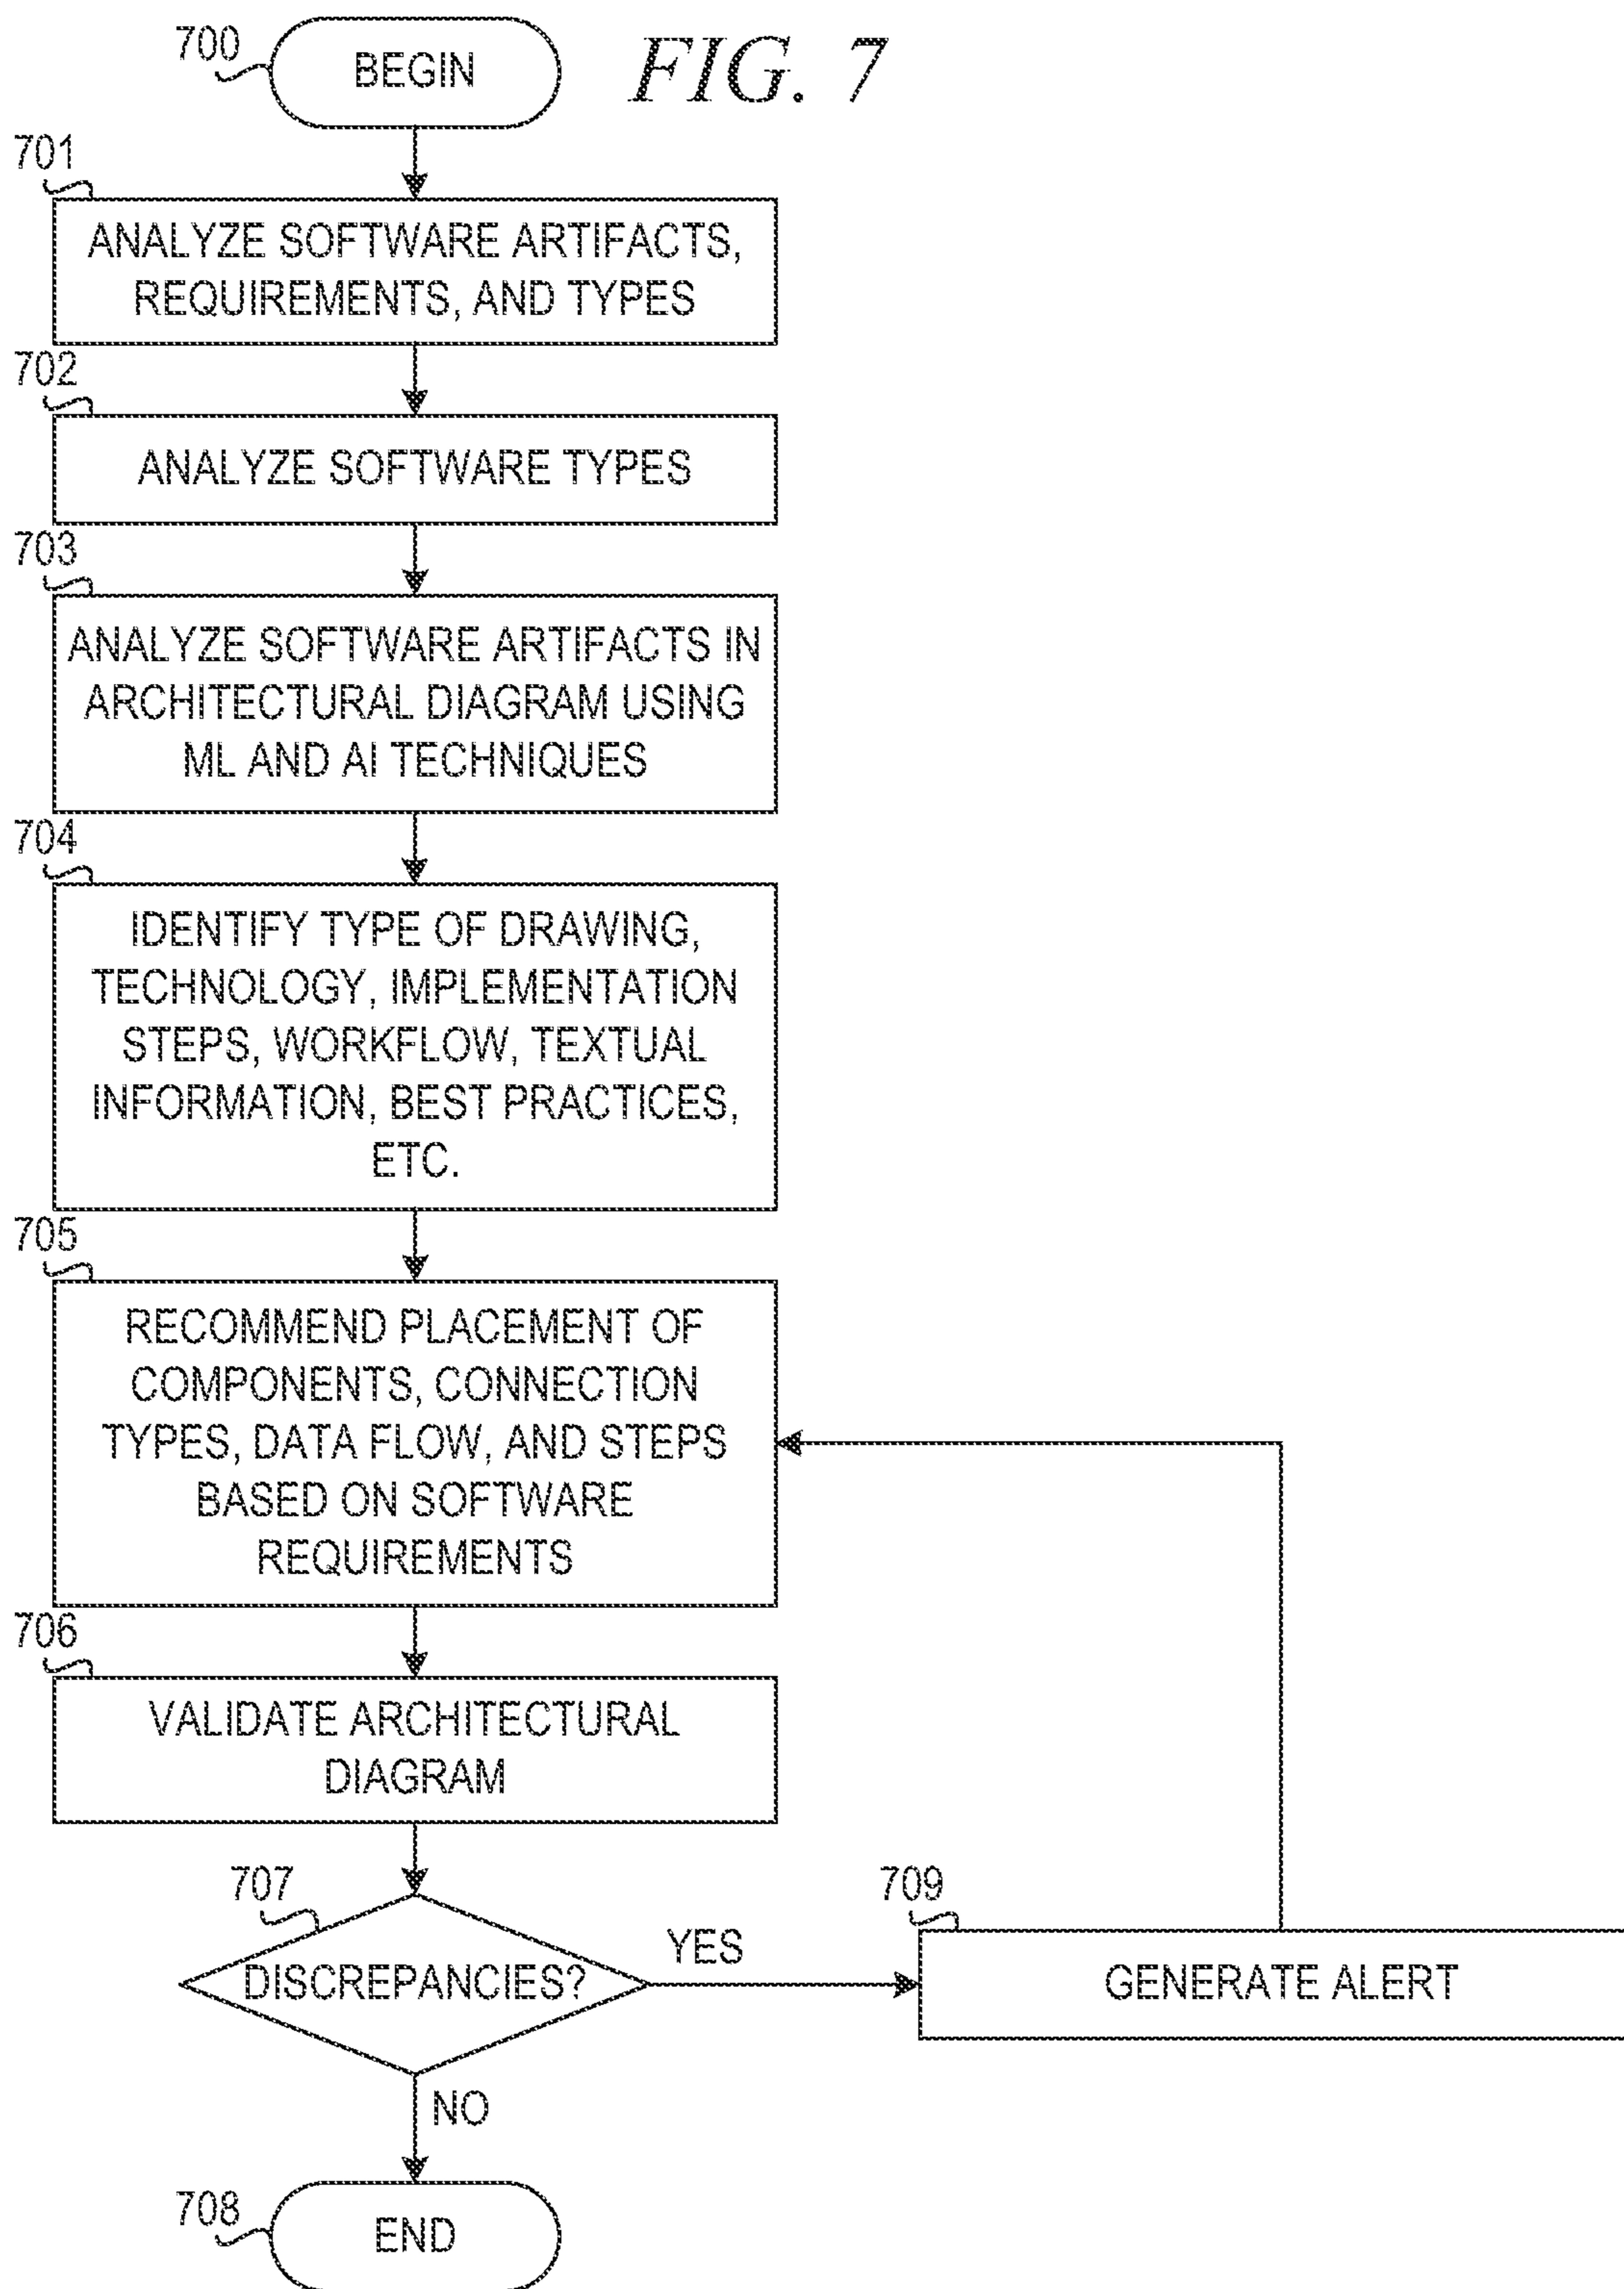 700
BEGIN
FIG. 7
701
ANALYZE SOFTWARE ARTIFACTS,
REQUIREMENTS, AND TYPES
702
ANALYZE SOFTWARE TYPES
703
ANALYZE SOFTWARE ARTIFACTS IN
ARCHITECTURAL DIAGRAM USING
ML AND AI TECHNIQUES
704
IDENTIFY TYPE OF DRAWING,
TECHNOLOGY, IMPLEMENTATION
STEPS, WORKFLOW, TEXTUAL
INFORMATION, BEST PRACTICES,
ETC.
705
RECOMMEND PLACEMENT OF
COMPONENTS, CONNECTION
TYPES, DATA FLOW, AND STEPS
BASED ON SOFTWARE
REQUIREMENTS
706
VALIDATE ARCHITECTURAL
DIAGRAM
707
DISCREPANCIES?
YES
709
GENERATE ALERT
NO
708
END